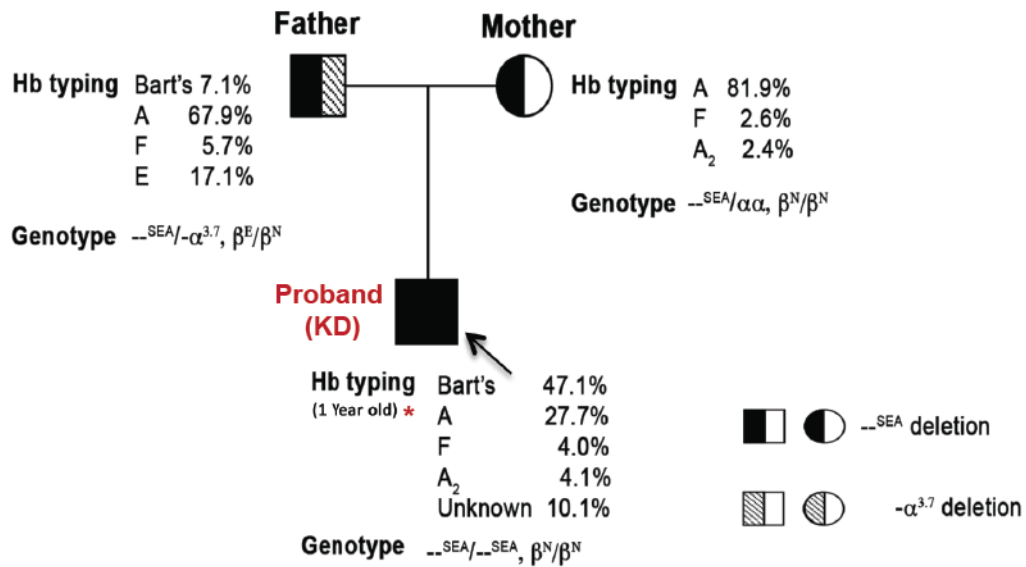 Father
Mother
Hb typing Bart's 7.1%
A 67.9%
F 5.7%
E 17.1%
Genotype --ˢᴱᴬ/-α³·⁷, βᴱ/βᴺ
Hb typing A 81.9%
F 2.6%
A₂ 2.4%
Genotype --ˢᴱᴬ/αα, βᴺ/βᴺ
Proband
(KD)
Hb typing Bart's 47.1%
(1 Year old) * A 27.7%
F 4.0%
A₂ 4.1%
Unknown 10.1%
Genotype --ˢᴱᴬ/--ˢᴱᴬ, βᴺ/βᴺ
--ˢᴱᴬ deletion
-α³·⁷ deletion